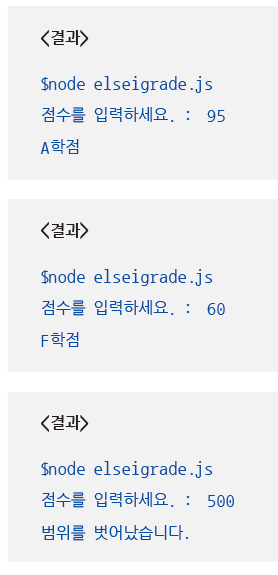 <결과>
$node elseigrade.js
점수를 입력하세요. : 95
A학점
<결과>
$node elseigrade.js
점수를 입력하세요. : 60
F학점
<결과>
$node elseigrade.js
점수를 입력하세요. : 500
범위를 벗어났습니다.